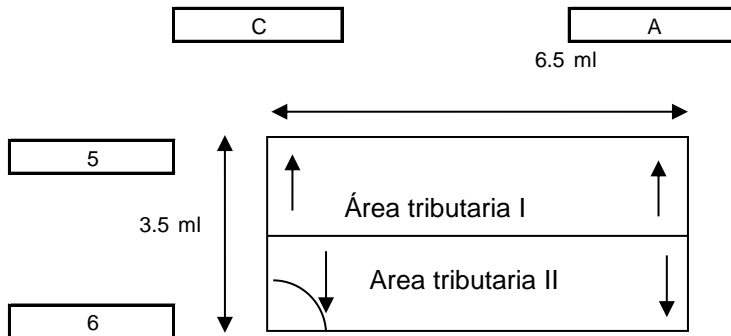 C
A
6.5 ml
5
Área tributaria I
3.5 ml
Area tributaria II
6